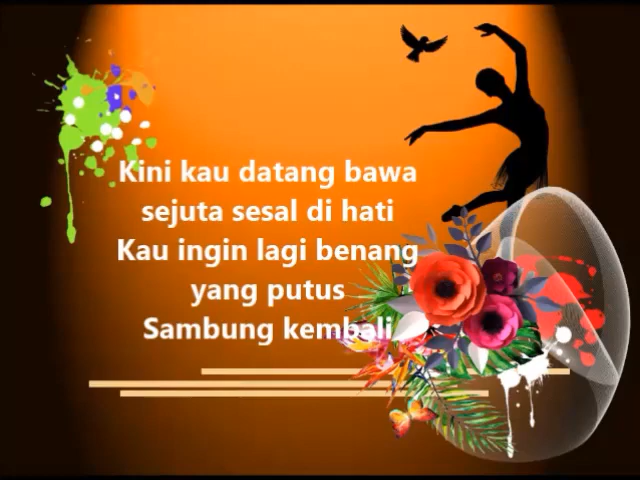 Kini kau datang bawa
sejuta sesal di hati
Kau ingin lagi benang
yang putus
Sambung kembali